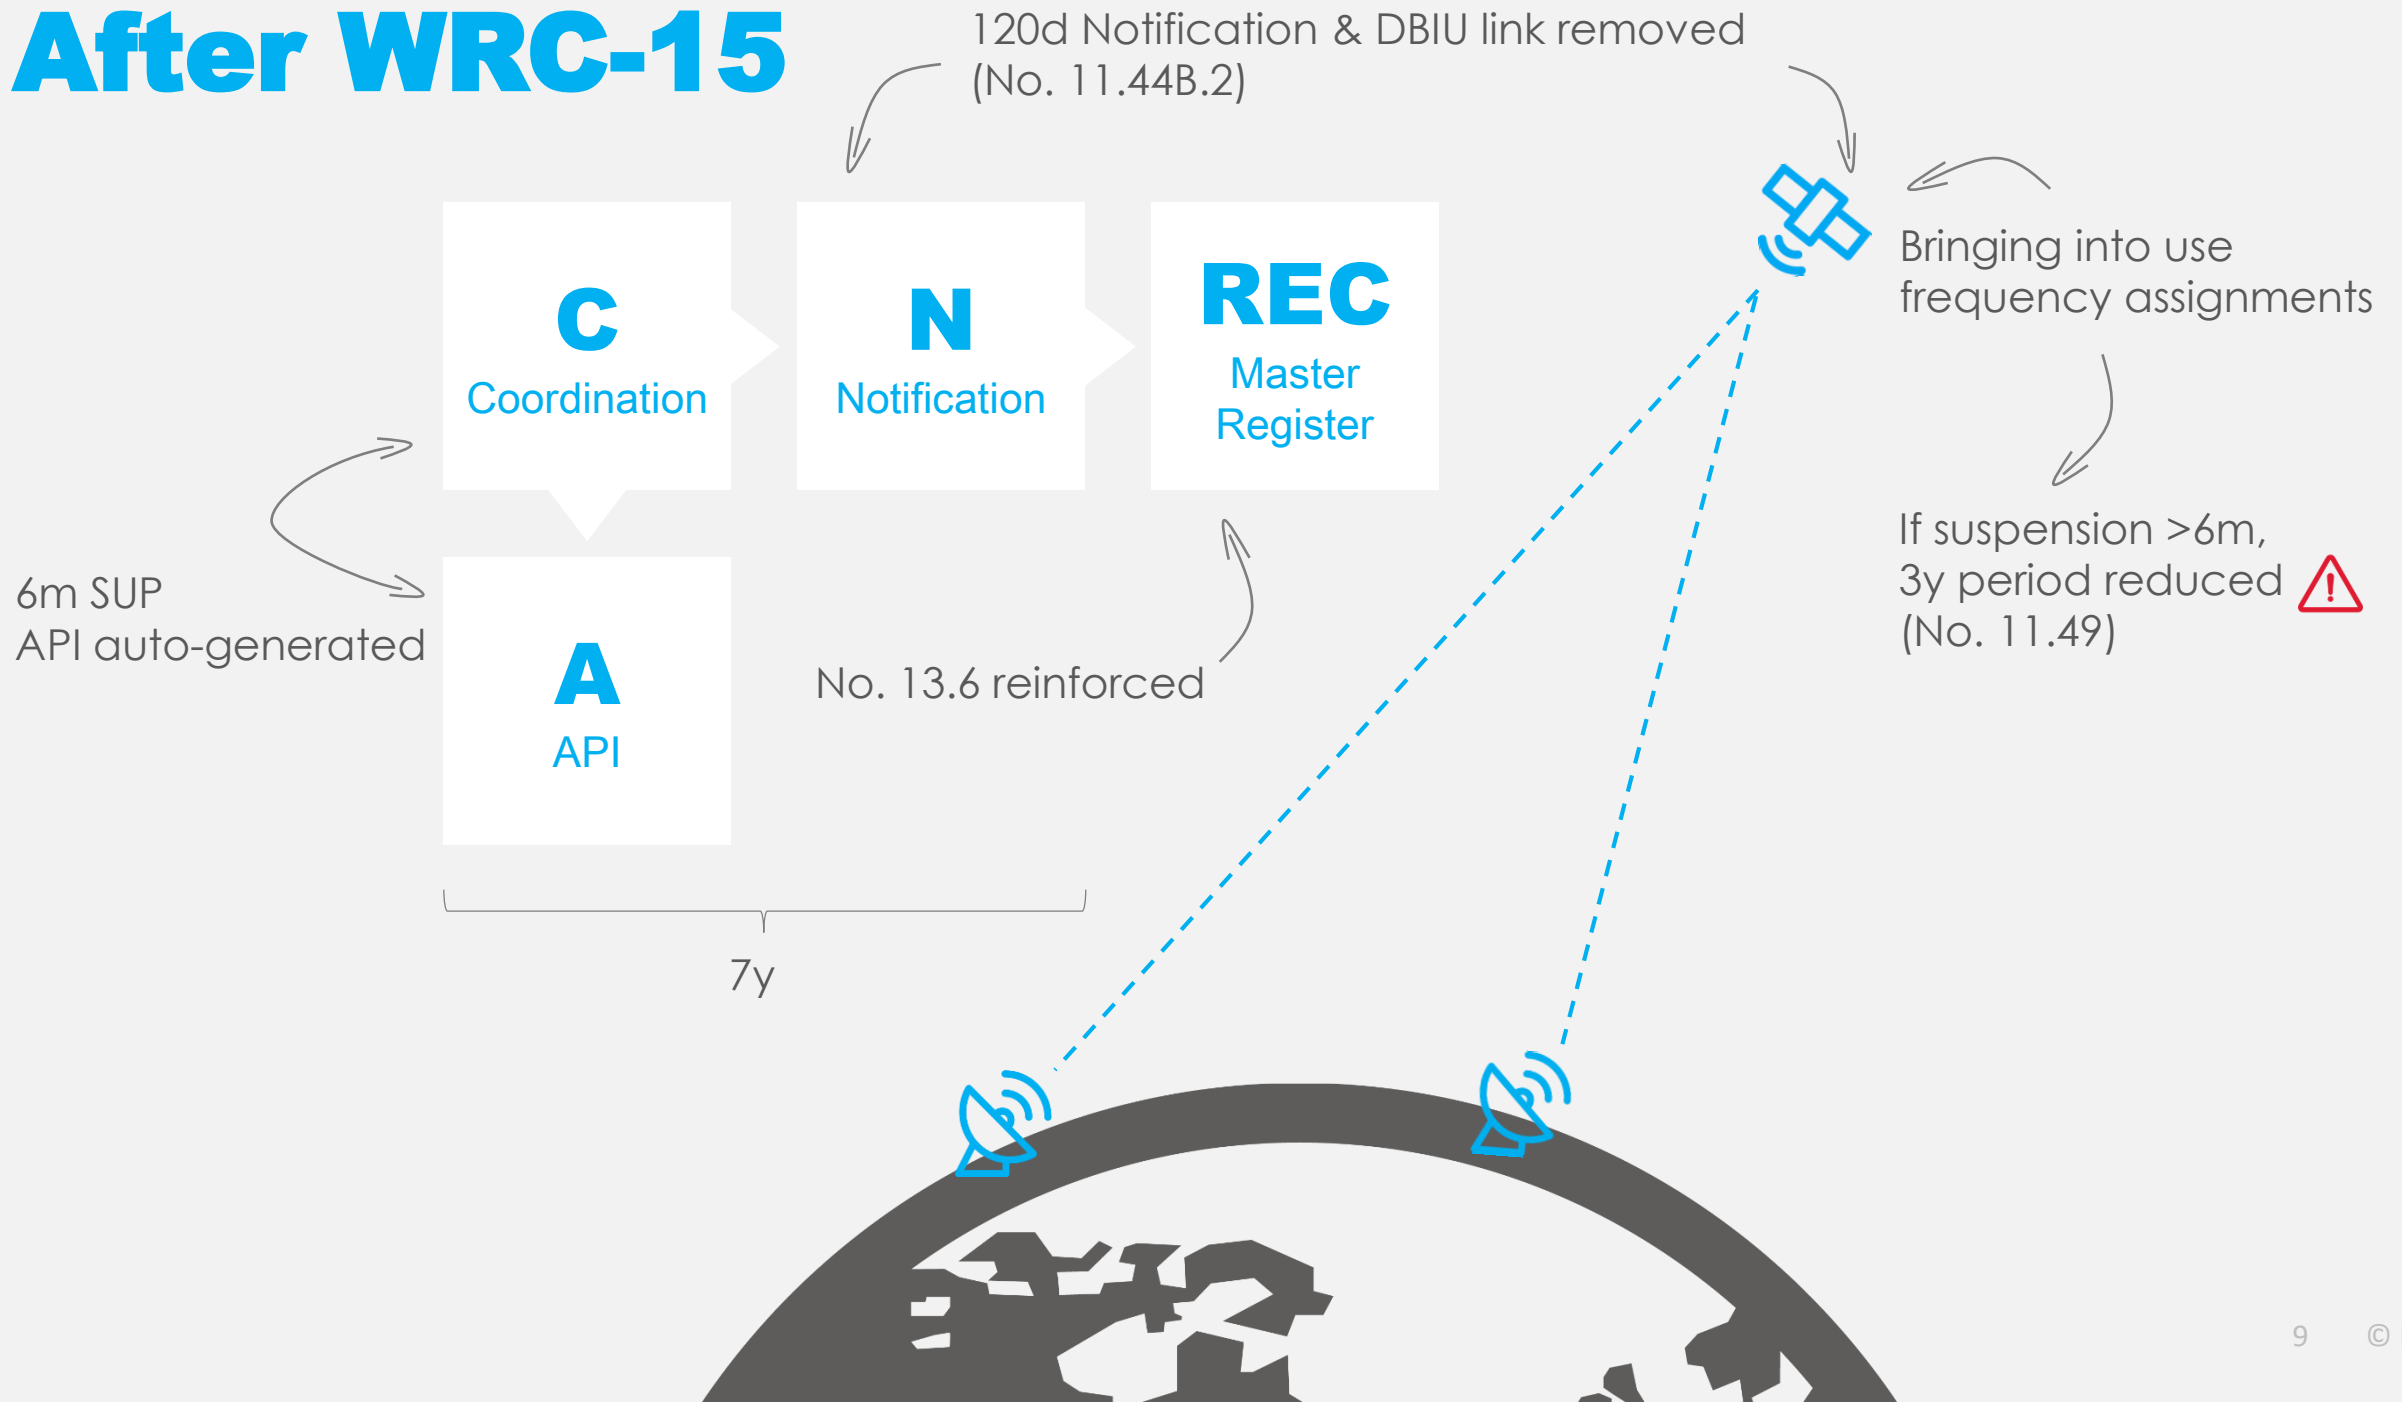 After WRC-15
120d Notification & DBIU link removed
(No. 11.44B.2)
C
Coordination
N
Notification
REC
Master
Register
Bringing into use
frequency assignments
If suspension >6m,
3y period reduced
(No. 11.49)
6m SUP
API auto-generated
A
API
No. 13.6 reinforced
7y
9 ©